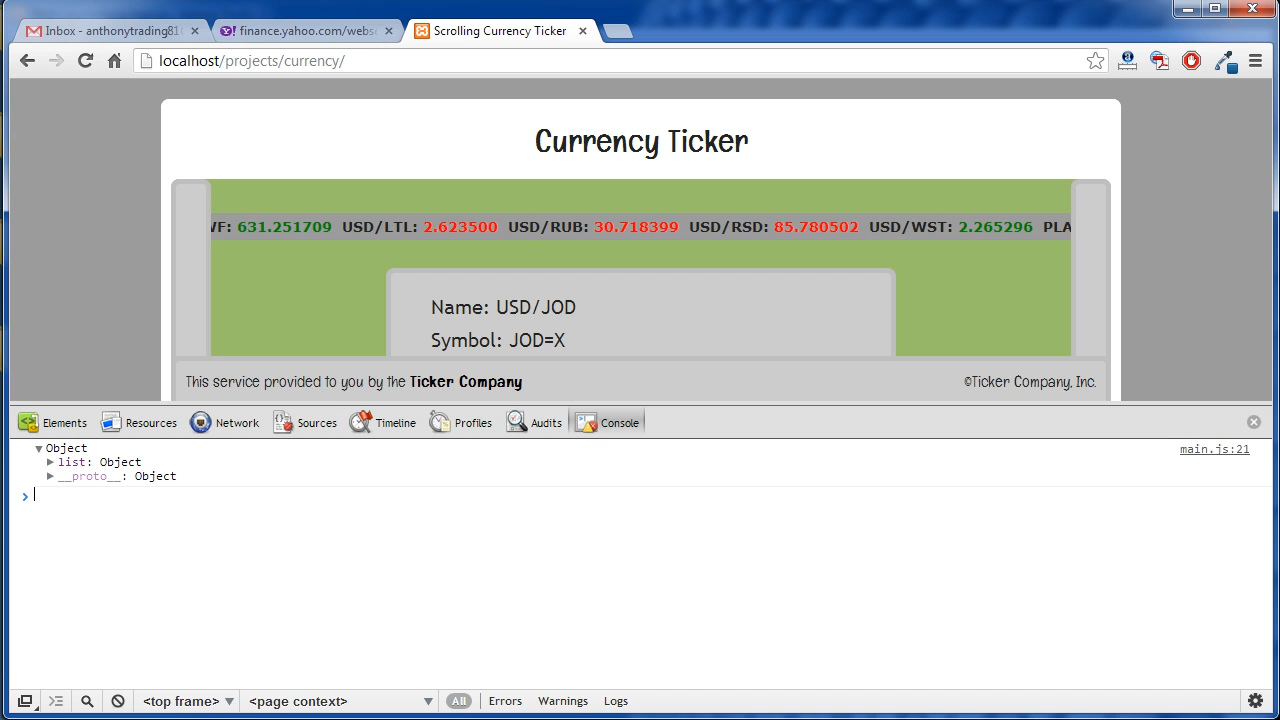 Inbox - anthonytrading81
finance.yahoo.com/webs
Scrolling Currency Ticker
localhost/projects/currency/
Currency Ticker
VF: 631.251709 USD/LTL: 2.623500 USD/RUB: 30.718399 USD/RSD: 85.780502 USD/WST: 2.265296 PLA
Name: USD/JOD
Symbol: JOD=X
This service provided to you by the Ticker Company
©Ticker Company, Inc.
Elements Resources Network Sources Timeline Profiles Audits Console
Object main.js:21
list: Object
__proto__: Object
<top frame> <page context> All Errors Warnings Logs